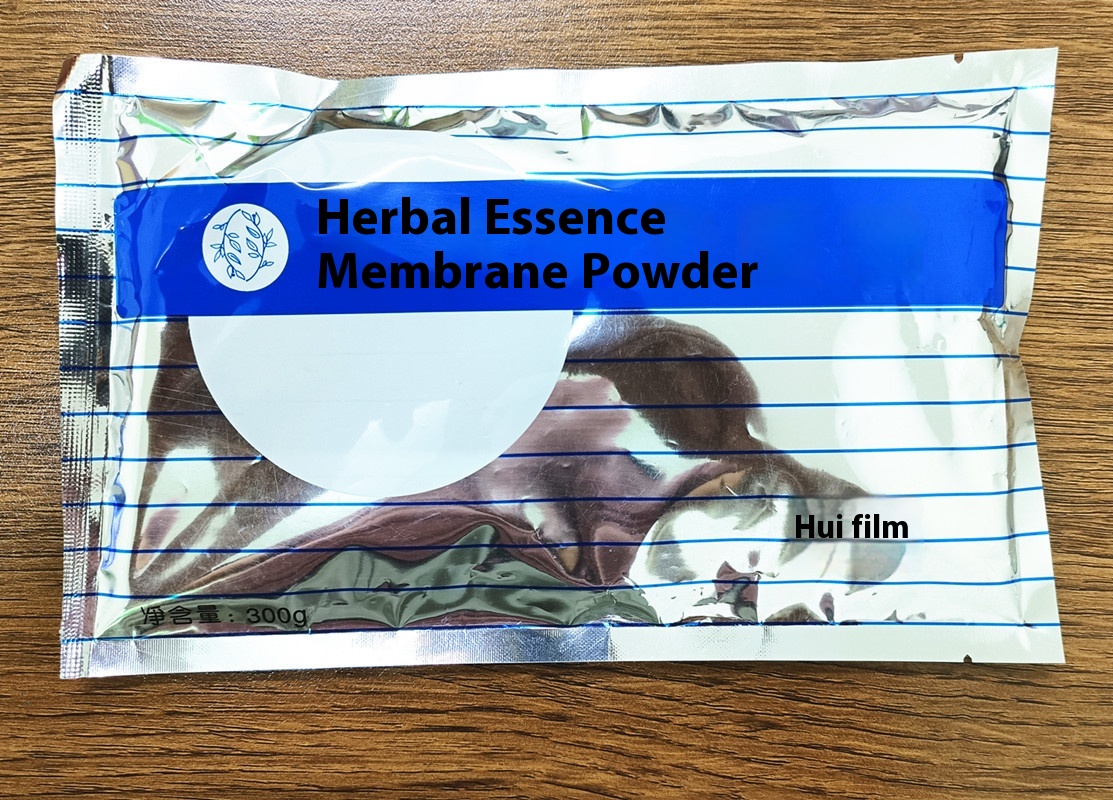 Herbal Essence
Membrane Powder
Hui film
净含量：300g